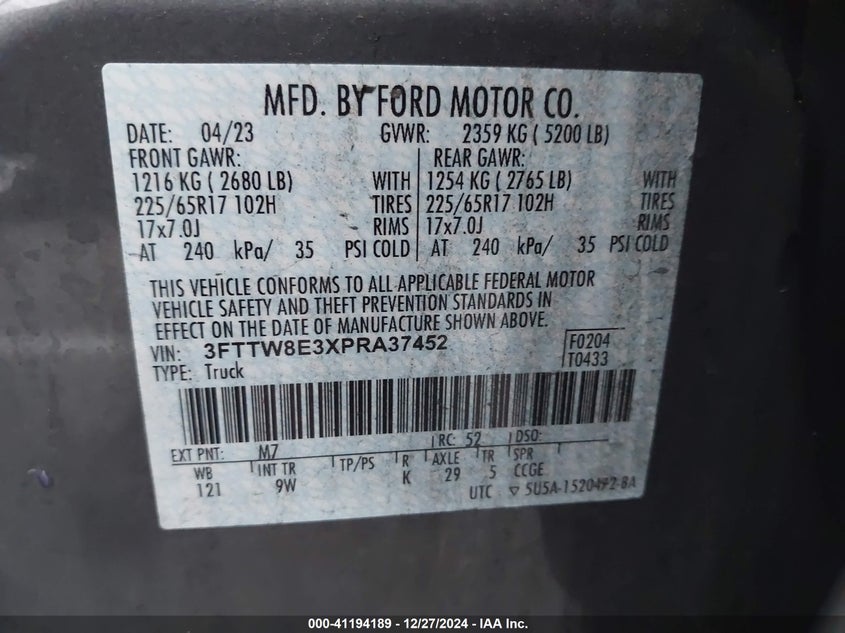 MFD. BY FORD MOTOR CO.
DATE: 04/23 GVWR: 2359 KG ( 5200 LB)
FRONT GAWR: REAR GAWR:
1216 KG ( 2680 LB) WITH 1254 KG ( 2765 LB) WITH
225/65R17 102H TIRES 225/65R17 102H TIRES
17x7.0J RIMS 17x7.0J RIMS
AT 240 kPa/ 35 PSI COLD AT 240 kPa/ 35 PSI COLD
THIS VEHICLE CONFORMS TO ALL APPLICABLE FEDERAL MOTOR
VEHICLE SAFETY AND THEFT PREVENTION STANDARDS IN
EFFECT ON THE DATE OF MANUFACTURE SHOWN ABOVE.
VIN: 3FTTW8E3XPRA37452 F0204
TYPE: Truck T0433
EXT PNT: M7 RC: 52 DSO:
WB INT TR TP/PS R AXLE TR SPR
121 9W K 29 5 CCGE
UTC ▽ 5U5A-1520472-BA
000-41194189 - 12/27/2024 - IAA Inc.